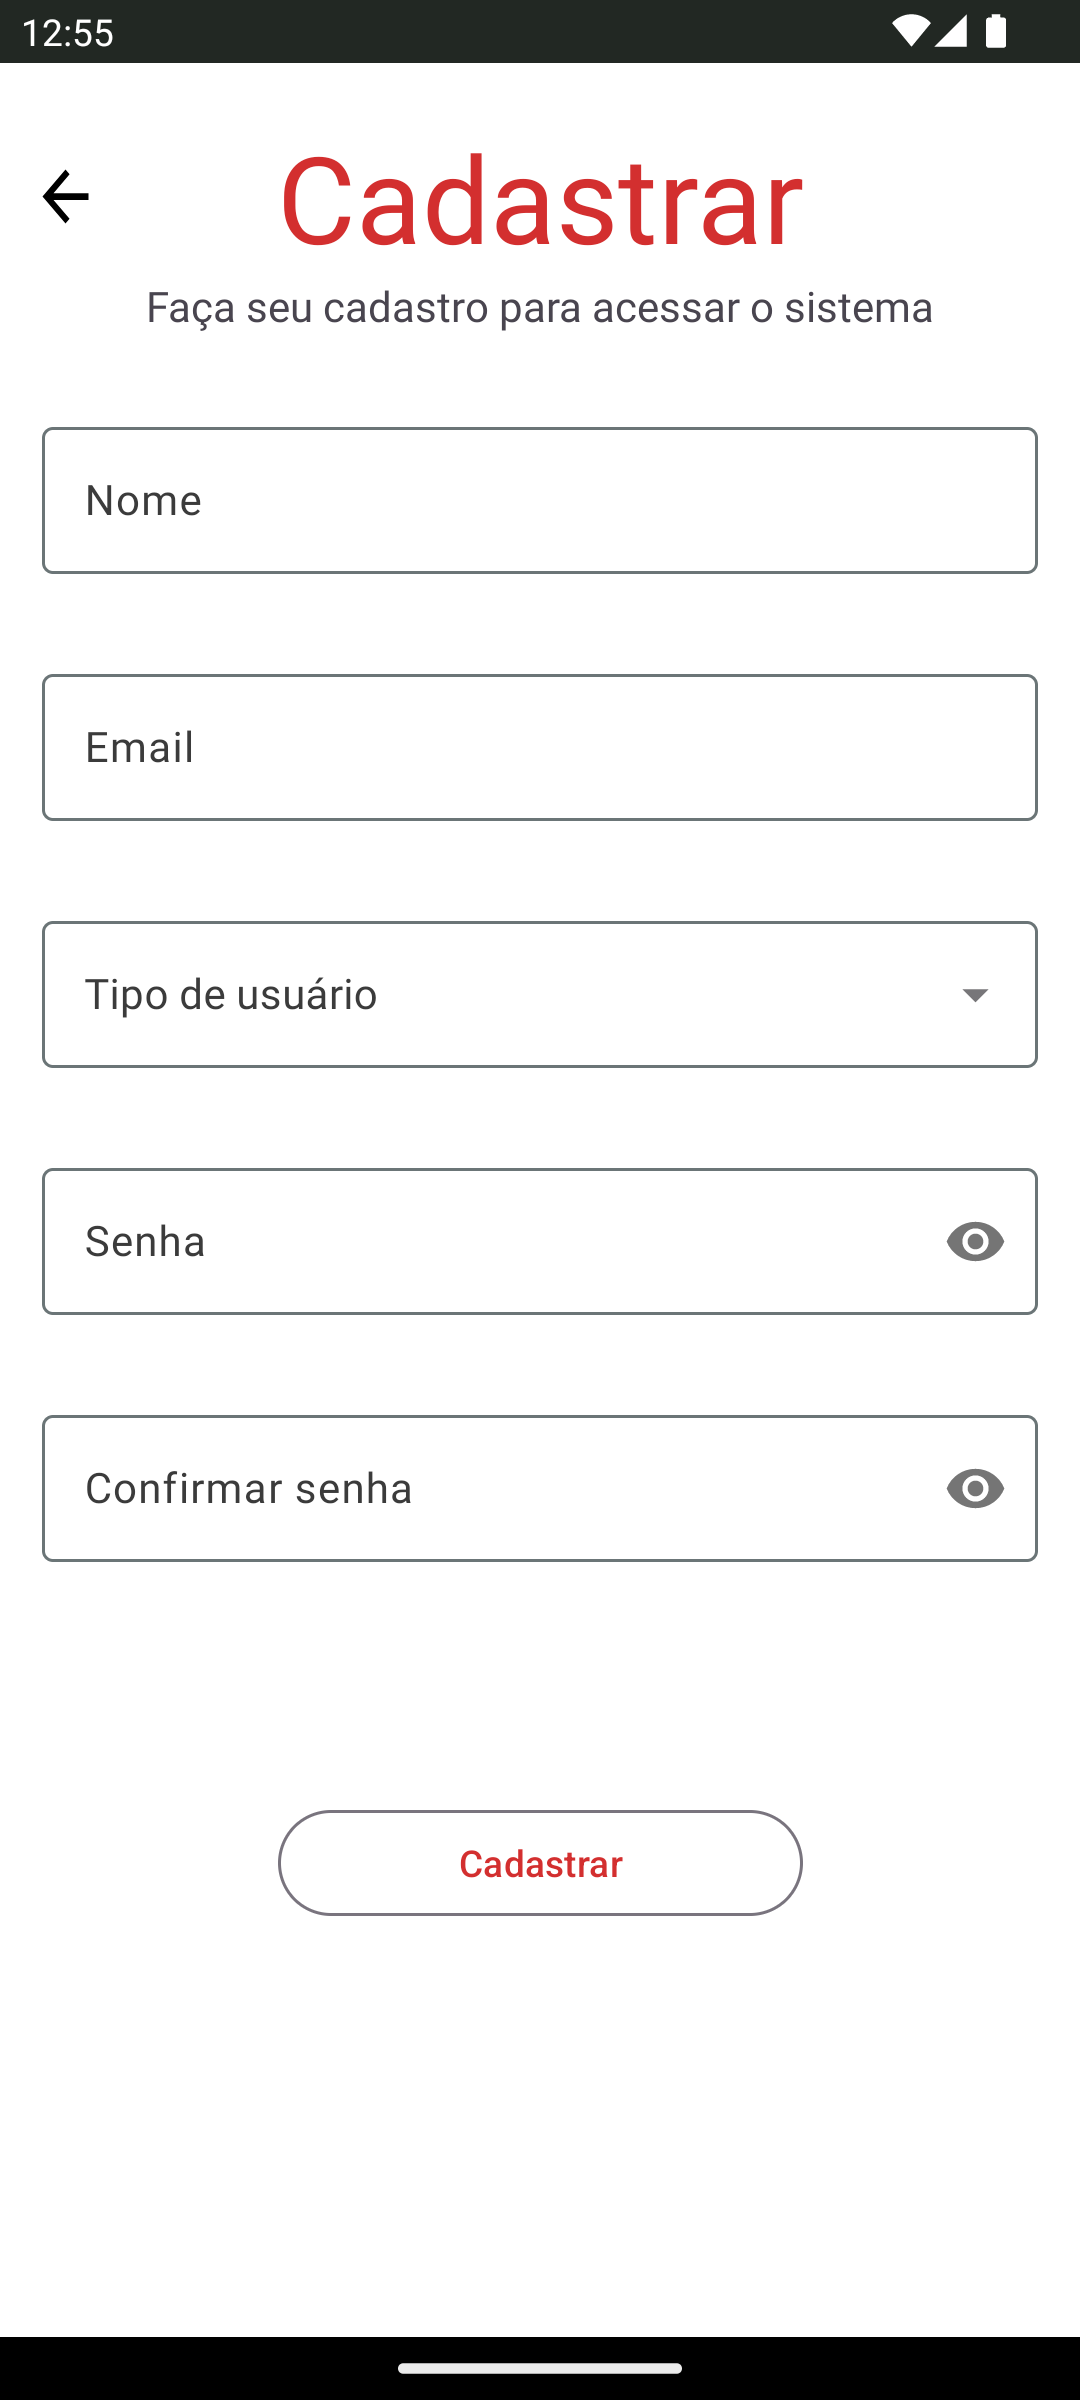 12:55
Cadastrar
Faça seu cadastro para acessar o sistema
Nome
Email
Tipo de usuário
Senha
Confirmar senha
Cadastrar